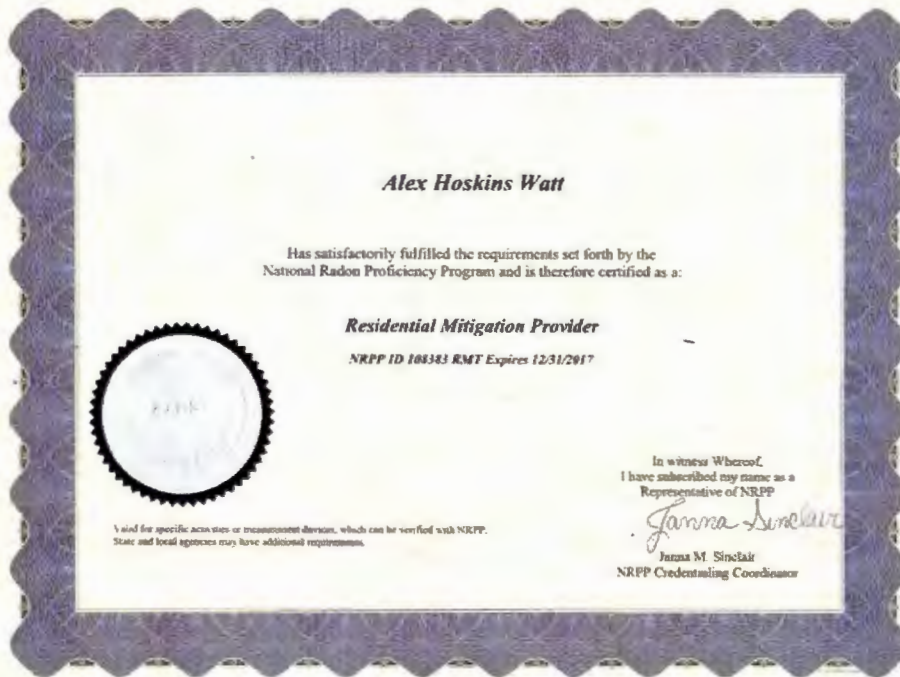 Alex Hoskins Watt
Has satisfactorily fulfilled the requirements set forth by the
National Radon Proficiency Program and is therefore certified as a:
Residential Mitigation Provider
NRPP ID 108383 RMT Expires 12/31/2017
In witness Whereof,
I have subscribed my name as a
Representative of NRPP
Janna Sinclair
Janna M. Sinclair
NRPP Credentialing Coordinator
Valid for specific activities or measurement devices, which can be verified with NRPP.
State and local agencies may have additional requirements.